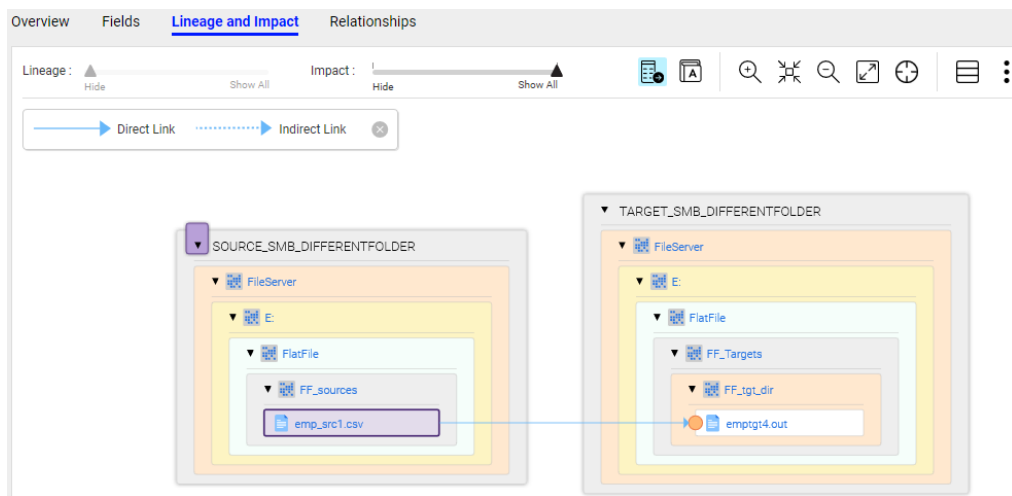 Overview Fields Lineage and Impact Relationships
Lineage : Hide Show All Impact : Hide Show All
A
Direct Link Indirect Link
SOURCE_SMB_DIFFERENTFOLDER
FileServer
E:
FlatFile
FF_sources
emp_src1.csv
TARGET_SMB_DIFFERENTFOLDER
FileServer
E:
FlatFile
FF_Targets
FF_tgt_dir
emptgt4.out